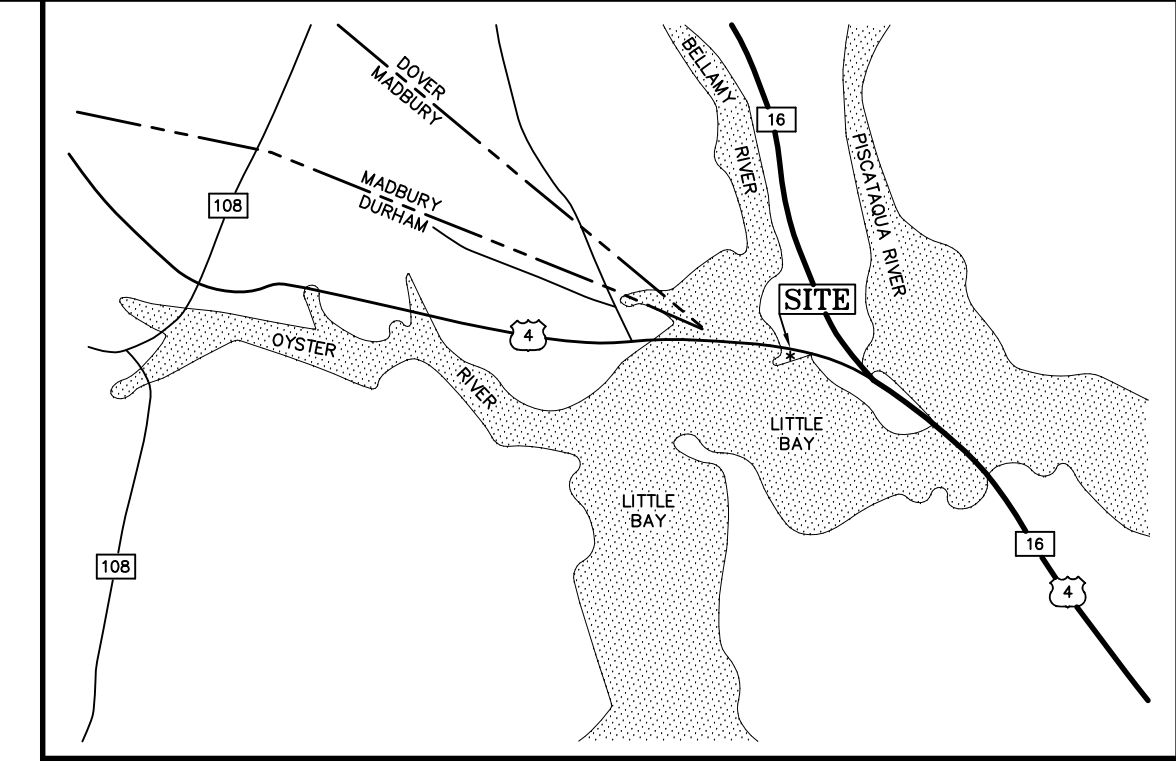 BELLAMY
RIVER
16
PISCATAQUA RIVER
DOVER
MADBURY
MADBURY
DURHAM
108
SITE
*
4
OYSTER
RIVER
LITTLE
BAY
LITTLE
BAY
16
4
108